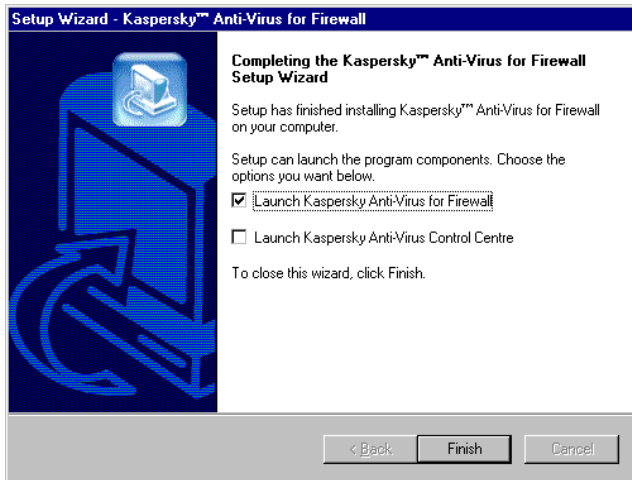 Setup Wizard - Kaspersky™ Anti-Virus for Firewall
Completing the Kaspersky™ Anti-Virus for Firewall
Setup Wizard
Setup has finished installing Kaspersky™ Anti-Virus for Firewall
on your computer.
Setup can launch the program components. Choose the
options you want below.
Launch Kaspersky Anti-Virus for Firewall
Launch Kaspersky Anti-Virus Control Centre
To close this wizard, click Finish.
< Back
Finish
Cancel